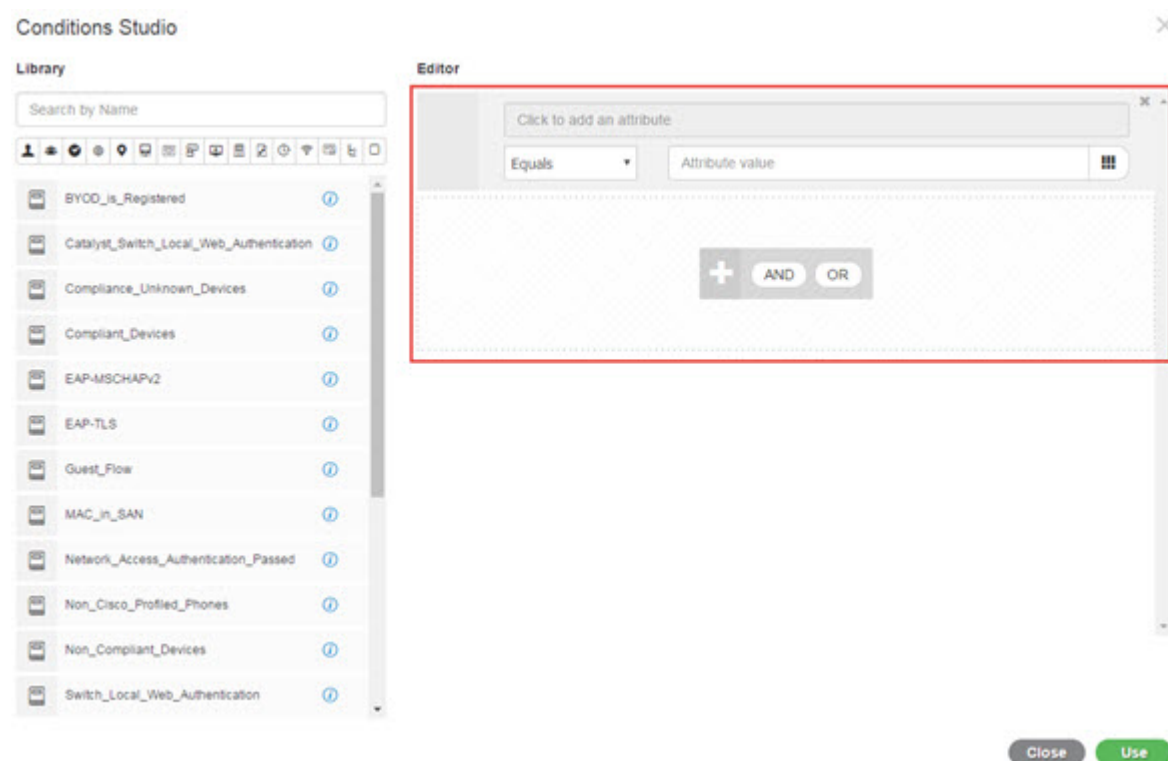 Conditions Studio
Library
Search by Name
BYOD_is_Registered
Catalyst_Switch_Local_Web_Authentication
Compliance_Unknown_Devices
Compliant_Devices
EAP-MSCHAPv2
EAP-TLS
Guest_Flow
MAC_in_SAN
Network_Access_Authentication_Passed
Non_Cisco_Profiled_Phones
Non_Compliant_Devices
Switch_Local_Web_Authentication
Editor
Click to add an attribute
Equals
Attribute value
AND OR
Close Use